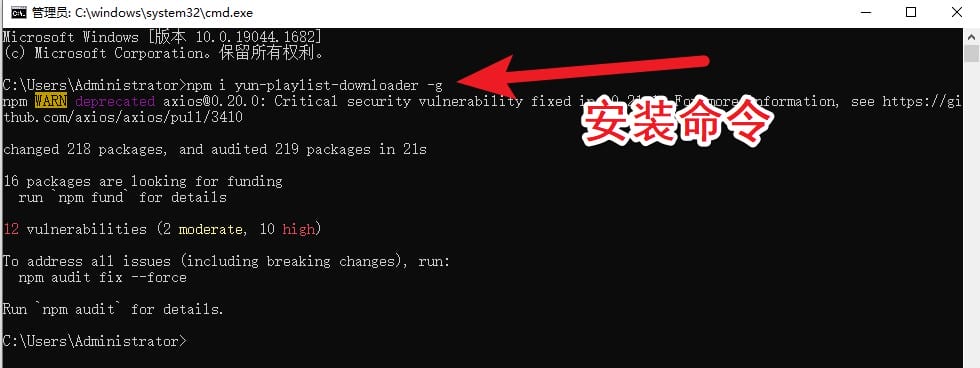 管理员: C:\windows\system32\cmd.exe
Microsoft Windows [版本 10.0.19044.1682]
(c) Microsoft Corporation。保留所有权利。
C:\Users\Administrator>npm i yun-playlist-downloader -g
npm WARN deprecated axios@0.20.0: Critical security vulnerability fixed in v0.21.1. For more information, see https://gi
thub.com/axios/axios/pull/3410
安装命令
changed 218 packages, and audited 219 packages in 21s
16 packages are looking for funding
run `npm fund` for details
12 vulnerabilities (2 moderate, 10 high)
To address all issues (including breaking changes), run:
npm audit fix --force
Run `npm audit` for details.
C:\Users\Administrator>